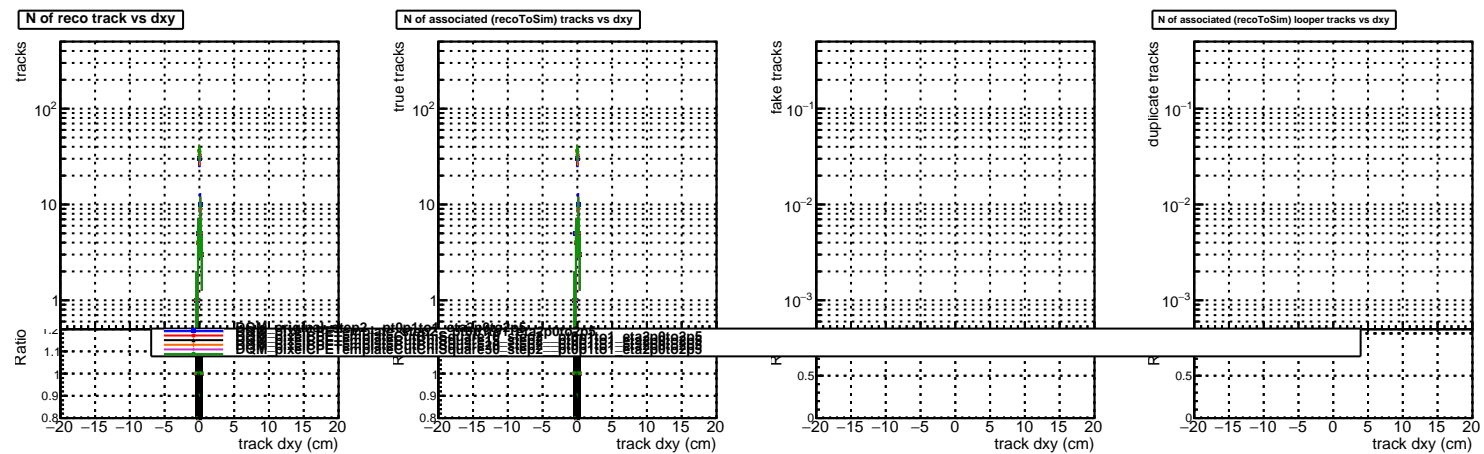 N of reco track vs dxy
N of associated (recoToSim) tracks vs dxy
N of associated (recoToSim) looper tracks vs dxy
tracks
10²
10
1
Ratio
1.2
1.1
1
0.9
0.8
−20 −15 −10 −5 0 5 10 15 20
track dxy (cm)
true tracks
10²
10
1
0.9
0.8
−20 −15 −10 −5 0 5 10 15 20
track dxy (cm)
fake tracks
10⁻¹
10⁻²
10⁻³
0.5
0
−20 −15 −10 −5 0 5 10 15 20
track dxy (cm)
duplicate tracks
10⁻¹
10⁻²
10⁻³
0.5
0
−20 −15 −10 −5 0 5 10 15 20
track dxy (cm)
DQM_pixelCPETemplateCutChiSquare50_step2__pt0p1to1_eta2p0to2p5